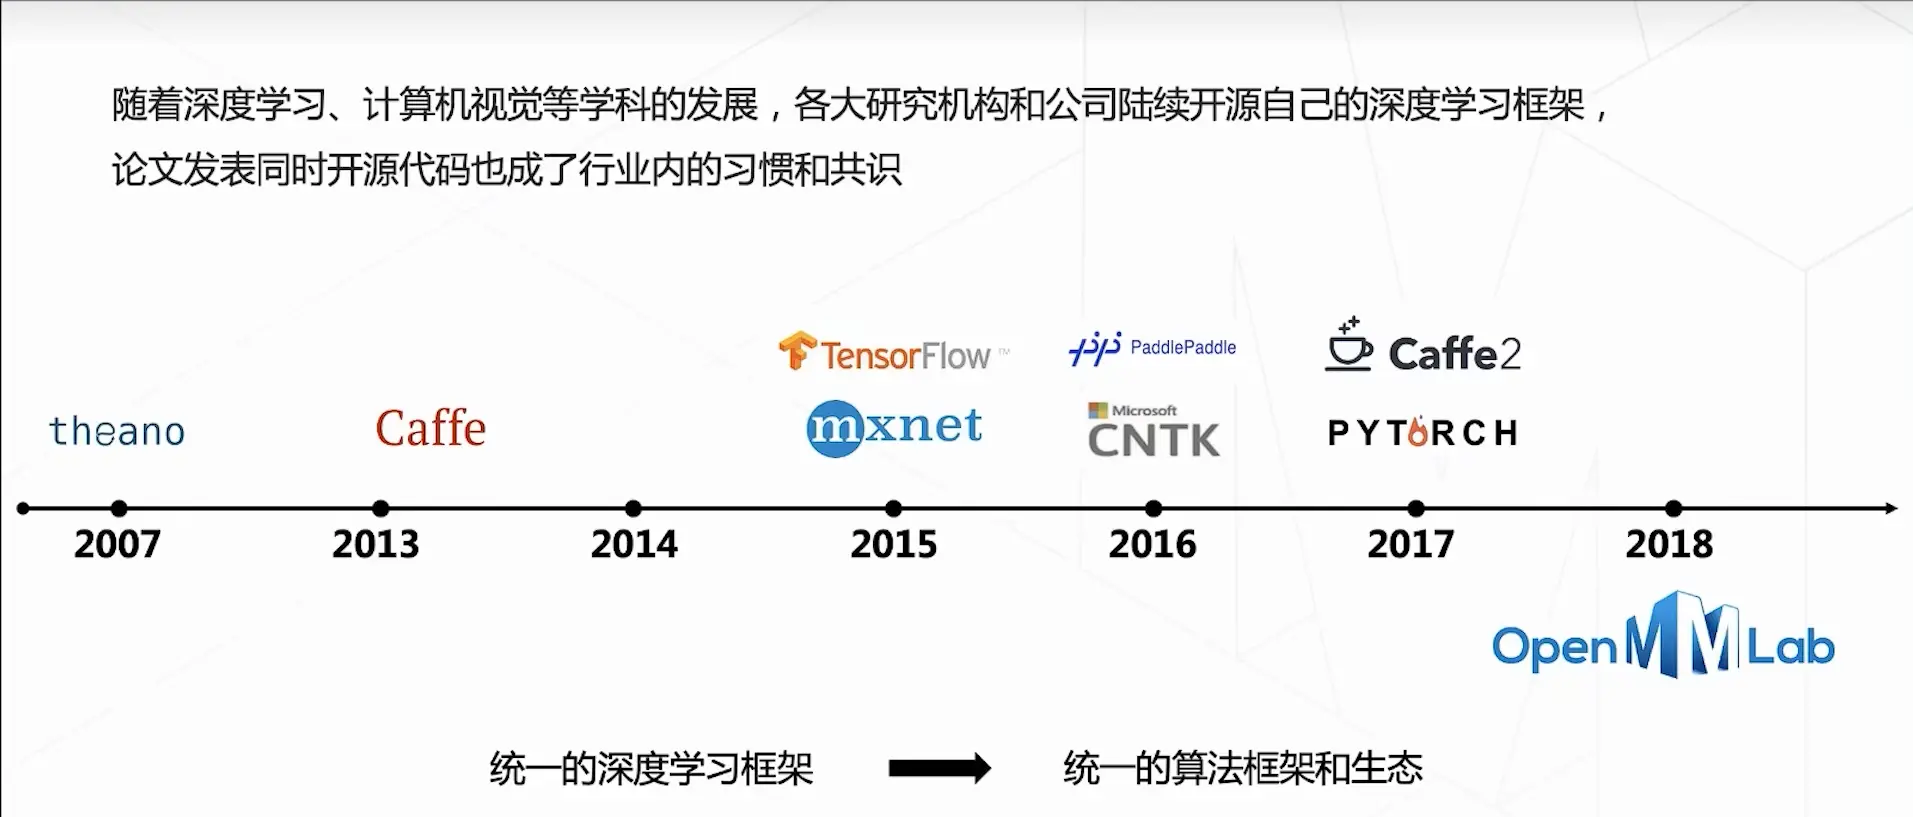 随着深度学习、计算机视觉等学科的发展，各大研究机构和公司陆续开源自己的深度学习框架，
论文发表同时开源代码也成了行业内的习惯和共识
TensorFlow™
PaddlePaddle
Caffe2
theano
Caffe
mxnet
Microsoft
CNTK
PYTORCH
2007
2013
2014
2015
2016
2017
2018
OpenMMLab
统一的深度学习框架
统一的算法框架和生态